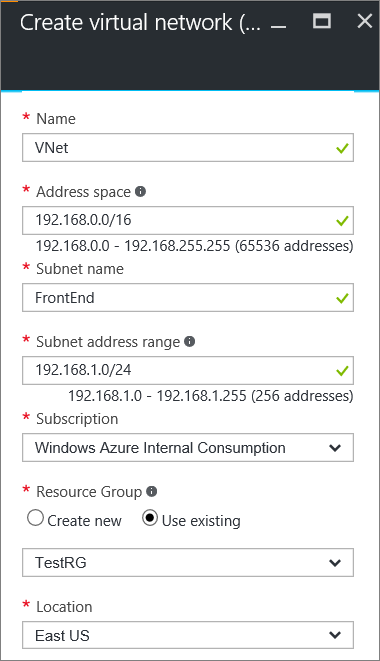 Create virtual network (...
* Name
VNet
* Address space
192.168.0.0/16
192.168.0.0 - 192.168.255.255 (65536 addresses)
* Subnet name
FrontEnd
* Subnet address range
192.168.1.0/24
192.168.1.0 - 192.168.1.255 (256 addresses)
* Subscription
Windows Azure Internal Consumption
* Resource Group
Create new Use existing
TestRG
* Location
East US